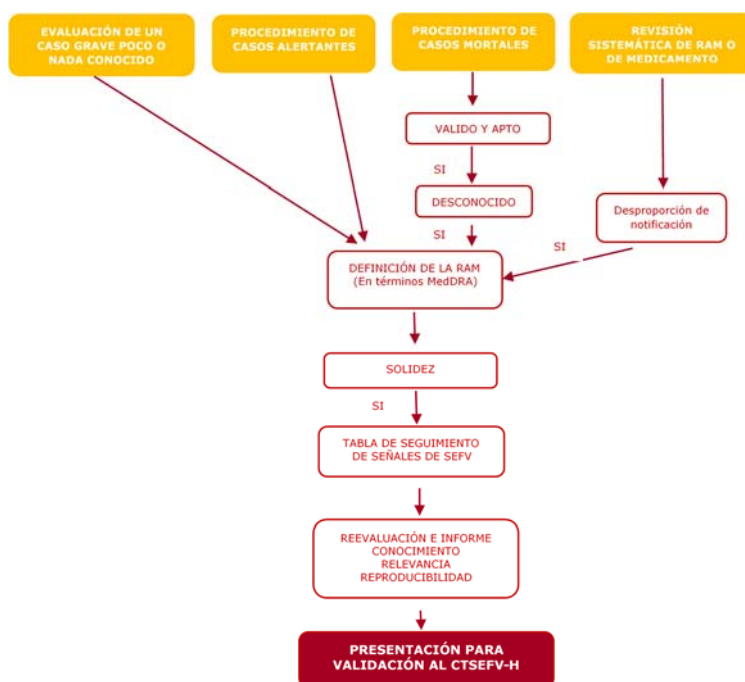 EVALUACIÓN DE UN
CASO GRAVE POCO O
NADA CONOCIDO
PROCEDIMIENTO DE
CASOS ALERTANTES
PROCEDIMIENTO DE
CASOS MORTALES
REVISIÓN
SISTEMÁTICA DE RAM O
DE MEDICAMENTO
VALIDO Y APTO
SI
DESCONOCIDO
SI
Desproporción de
notificación
SI
DEFINICIÓN DE LA RAM
(En términos MedDRA)
SOLIDEZ
SI
TABLA DE SEGUIMIENTO
DE SEÑALES DE SEFV
REEVALUACIÓN E INFORME
CONOCIMIENTO
RELEVANCIA
REPRODUCIBILIDAD
PRESENTACIÓN PARA
VALIDACIÓN AL CTSEFV-H